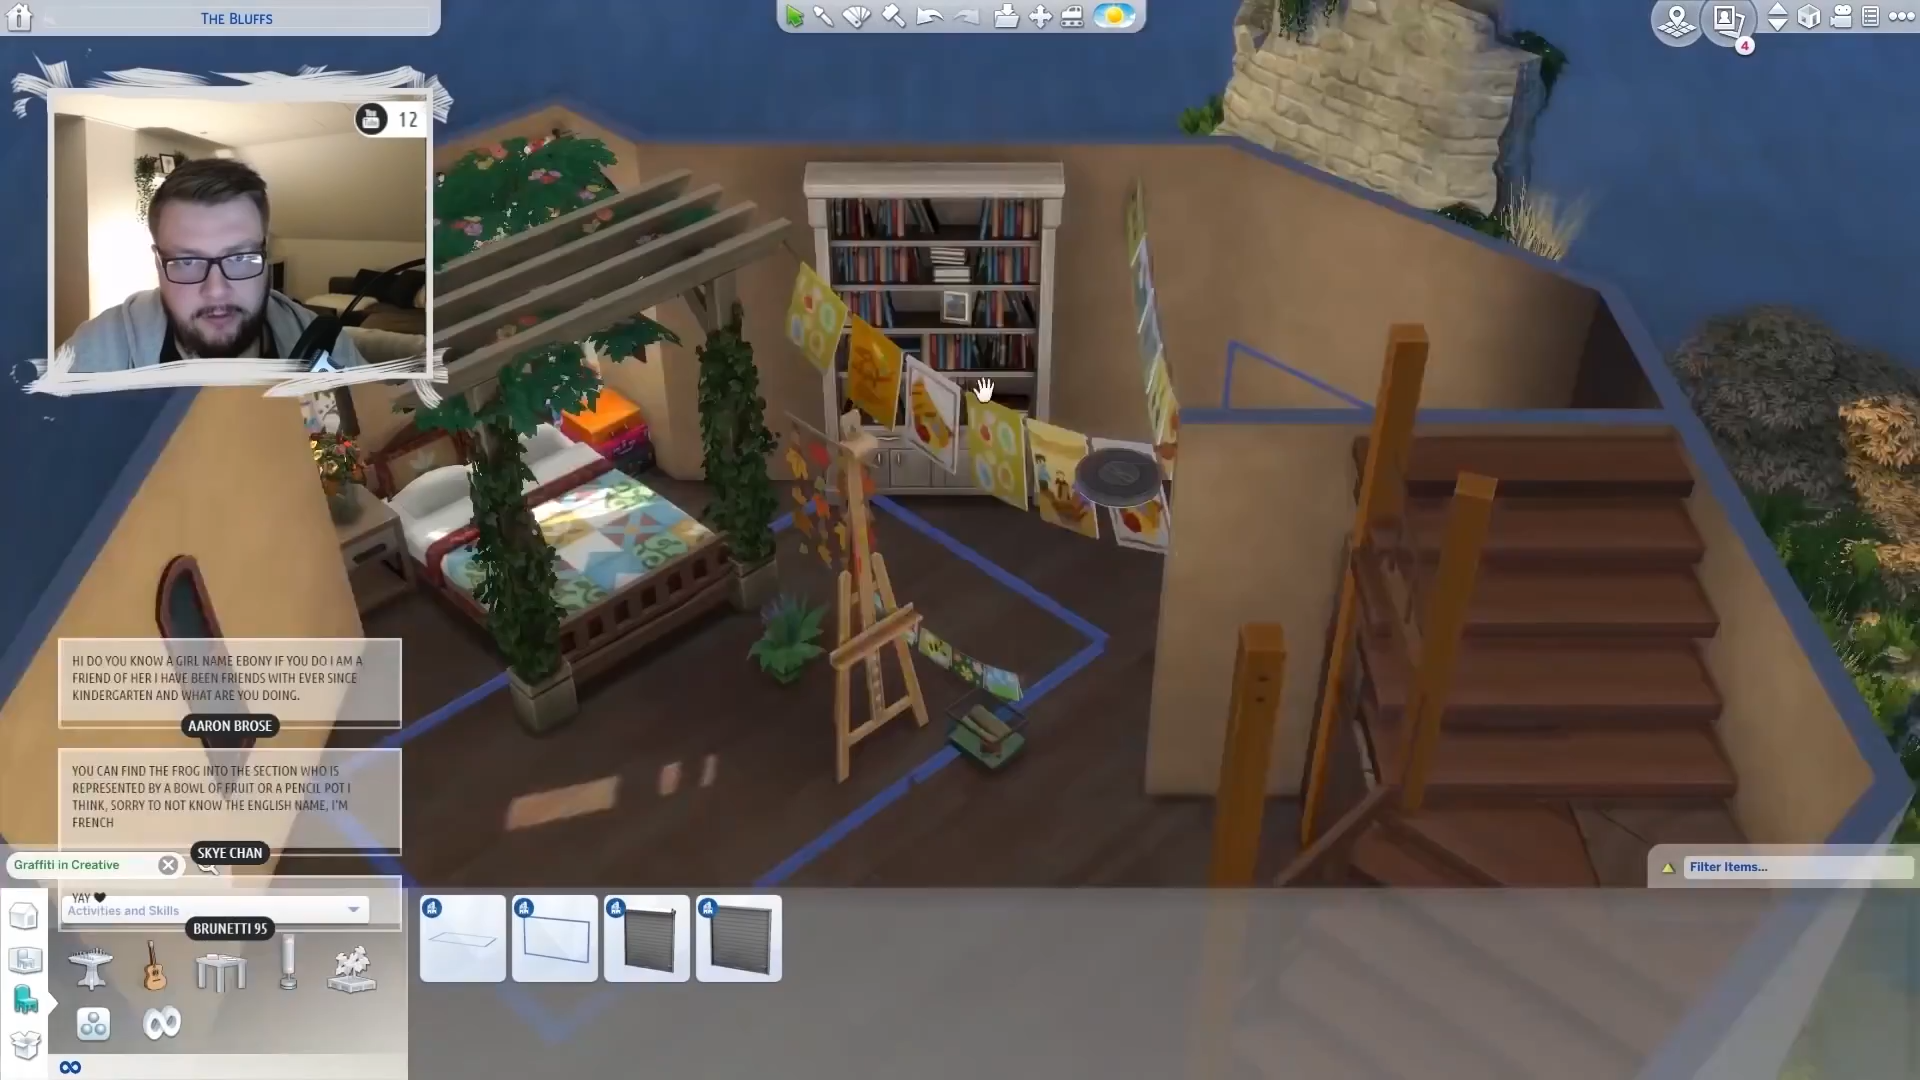 THE BLUFFS
4
12
HI DO YOU KNOW A GIRL NAME EBONY IF YOU DO I AM A
FRIEND OF HER I HAVE BEEN FRIENDS WITH EVER SINCE
KINDERGARTEN AND WHAT ARE YOU DOING.
AARON BROSE
YOU CAN FIND THE FROG INTO THE SECTION WHO IS
REPRESENTED BY A BOWL OF FRUIT OR A PENCIL POT I
THINK, SORRY TO NOT KNOW THE ENGLISH NAME, I'M
FRENCH
SKYE CHAN
Graffiti in Creative
YAY ♥
Activities and Skills
BRUNETTI 95
Filter Items...